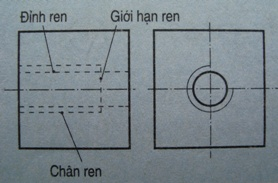 Đỉnh ren
Giới hạn ren
Chân ren